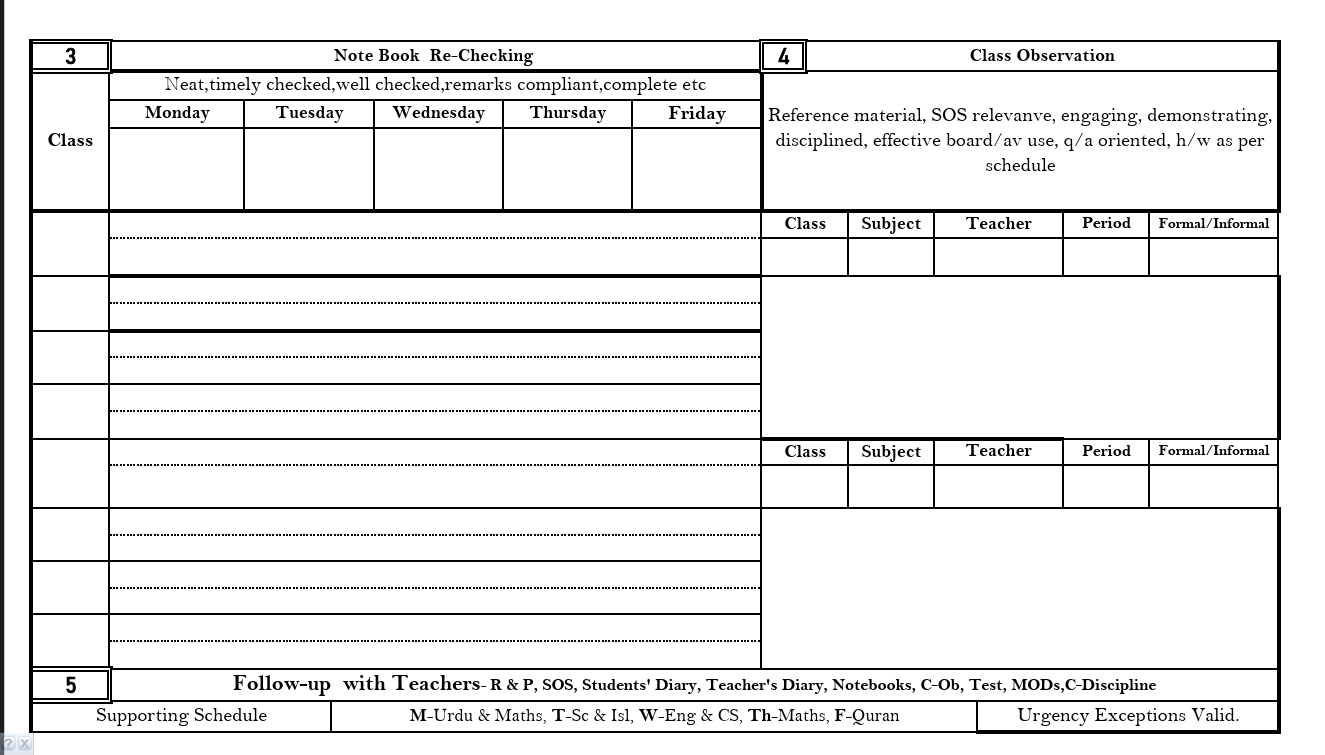 3
Note Book Re-Checking
4
Class Observation
Class
Neat,timely checked,well checked,remarks compliant,complete etc
Monday Tuesday Wednesday Thursday Friday
Reference material, SOS relevanve, engaging, demonstrating,
disciplined, effective board/av use, q/a oriented, h/w as per
schedule
Class Subject Teacher Period Formal/Informal
Class Subject Teacher Period Formal/Informal
5
Follow-up with Teachers- R & P, SOS, Students' Diary, Teacher's Diary, Notebooks, C-Ob, Test, MODs,C-Discipline
Supporting Schedule
M-Urdu & Maths, T-Sc & Isl, W-Eng & CS, Th-Maths, F-Quran
Urgency Exceptions Valid.